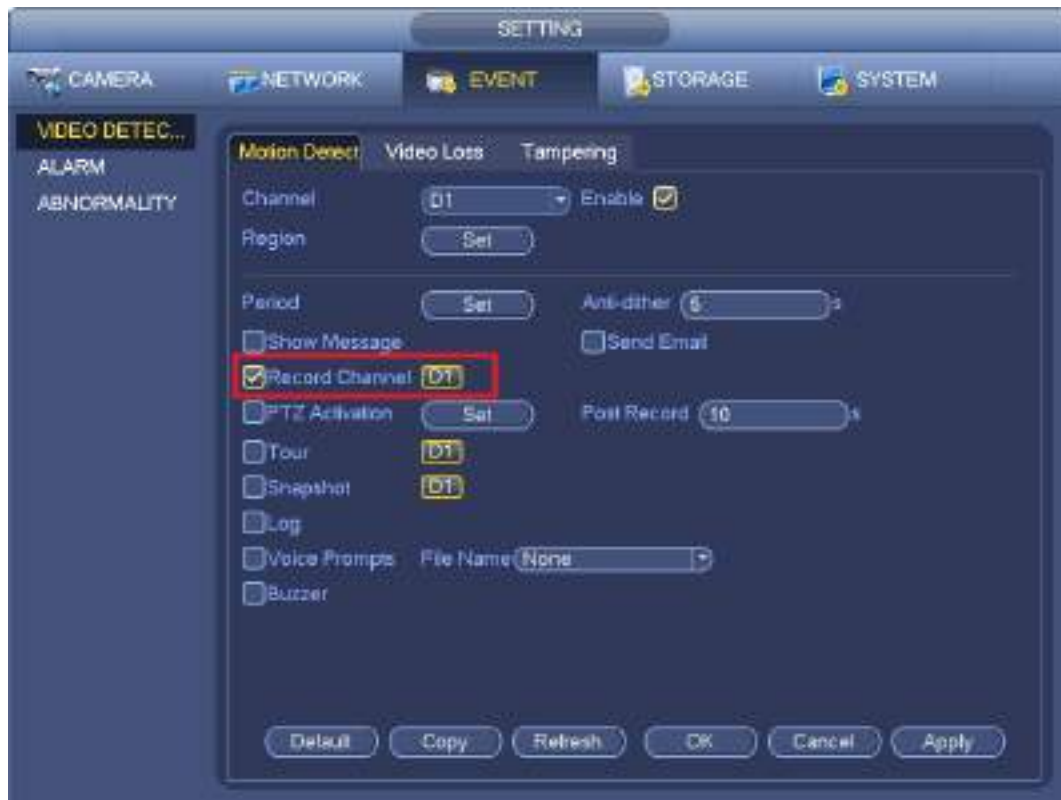 SETTING
CAMERA NETWORK EVENT STORAGE SYSTEM
VIDEO DETEC...
ALARM
ABNORMALITY
Motion Detect Video Loss Tampering
Channel D1 Enable
Region Set
Period Set Anti-dither 5 s
Show Message Send Email
Record Channel D1
PTZ Activation Set Post Record 10 s
Tour D1
Snapshot D1
Log
Voice Prompts File Name None
Buzzer
Default Copy Refresh OK Cancel Apply